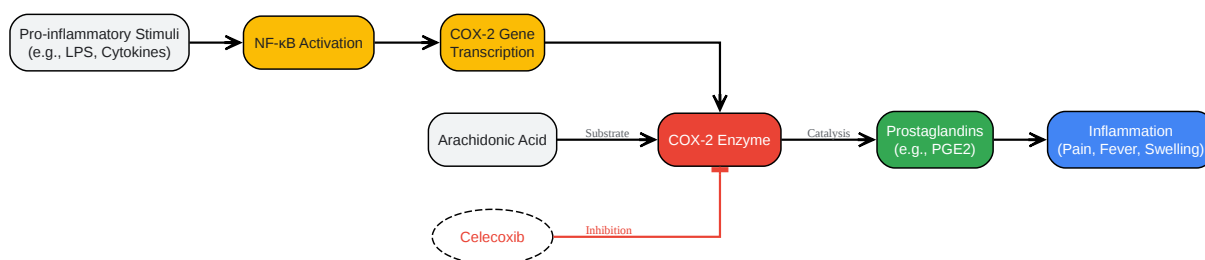 Pro-inflammatory Stimuli
(e.g., LPS, Cytokines)
NF-κB Activation
COX-2 Gene
Transcription
Arachidonic Acid
Substrate
COX-2 Enzyme
Catalysis
Prostaglandins
(e.g., PGE2)
Inflammation
(Pain, Fever, Swelling)
Celecoxib
Inhibition